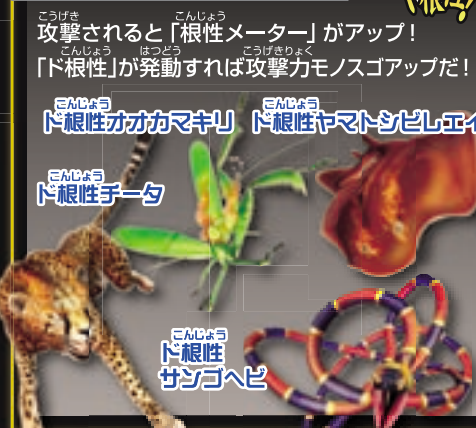 攻撃されると「根性メーター」がアップ！
「ド根性」が発動すれば攻撃力モノスゴアップだ！
ド根性オオカマキリ ド根性ヤマトシビレエイ
ド根性チータ
ド根性
サンゴヘビ